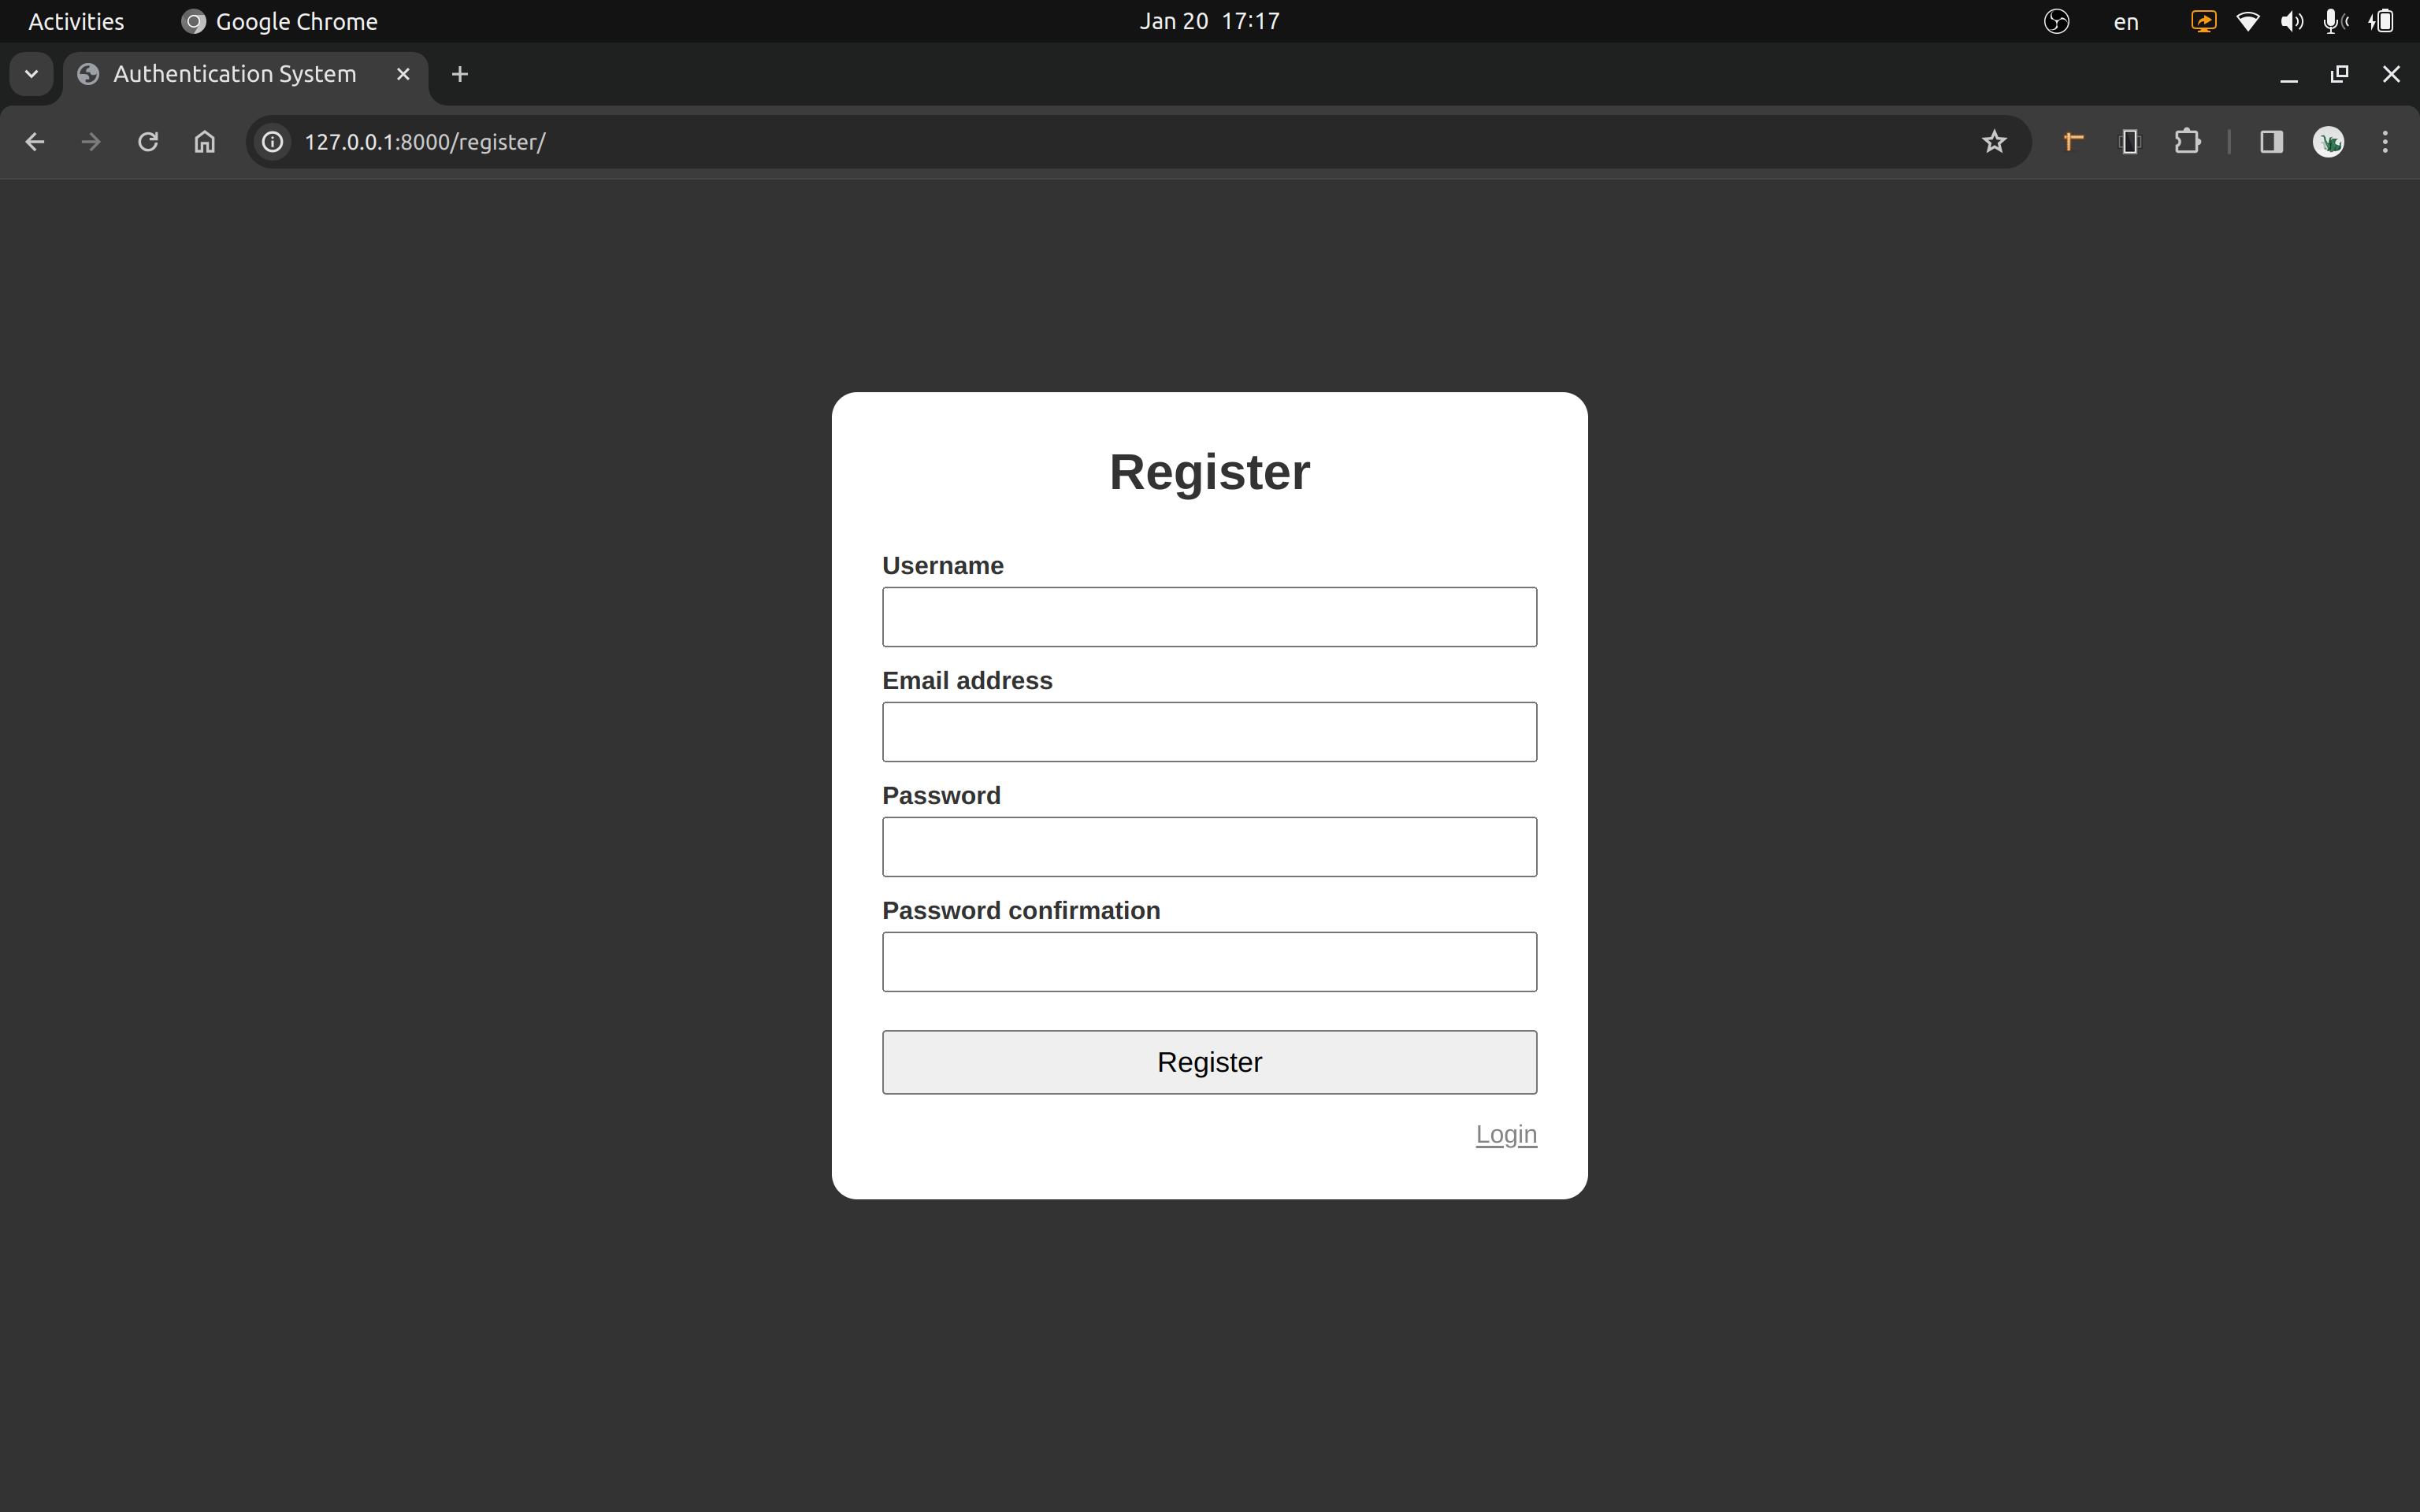 Activities Google Chrome Jan 20 17:17 en
Authentication System
127.0.0.1:8000/register/
Register
Username
Email address
Password
Password confirmation
Register
Login